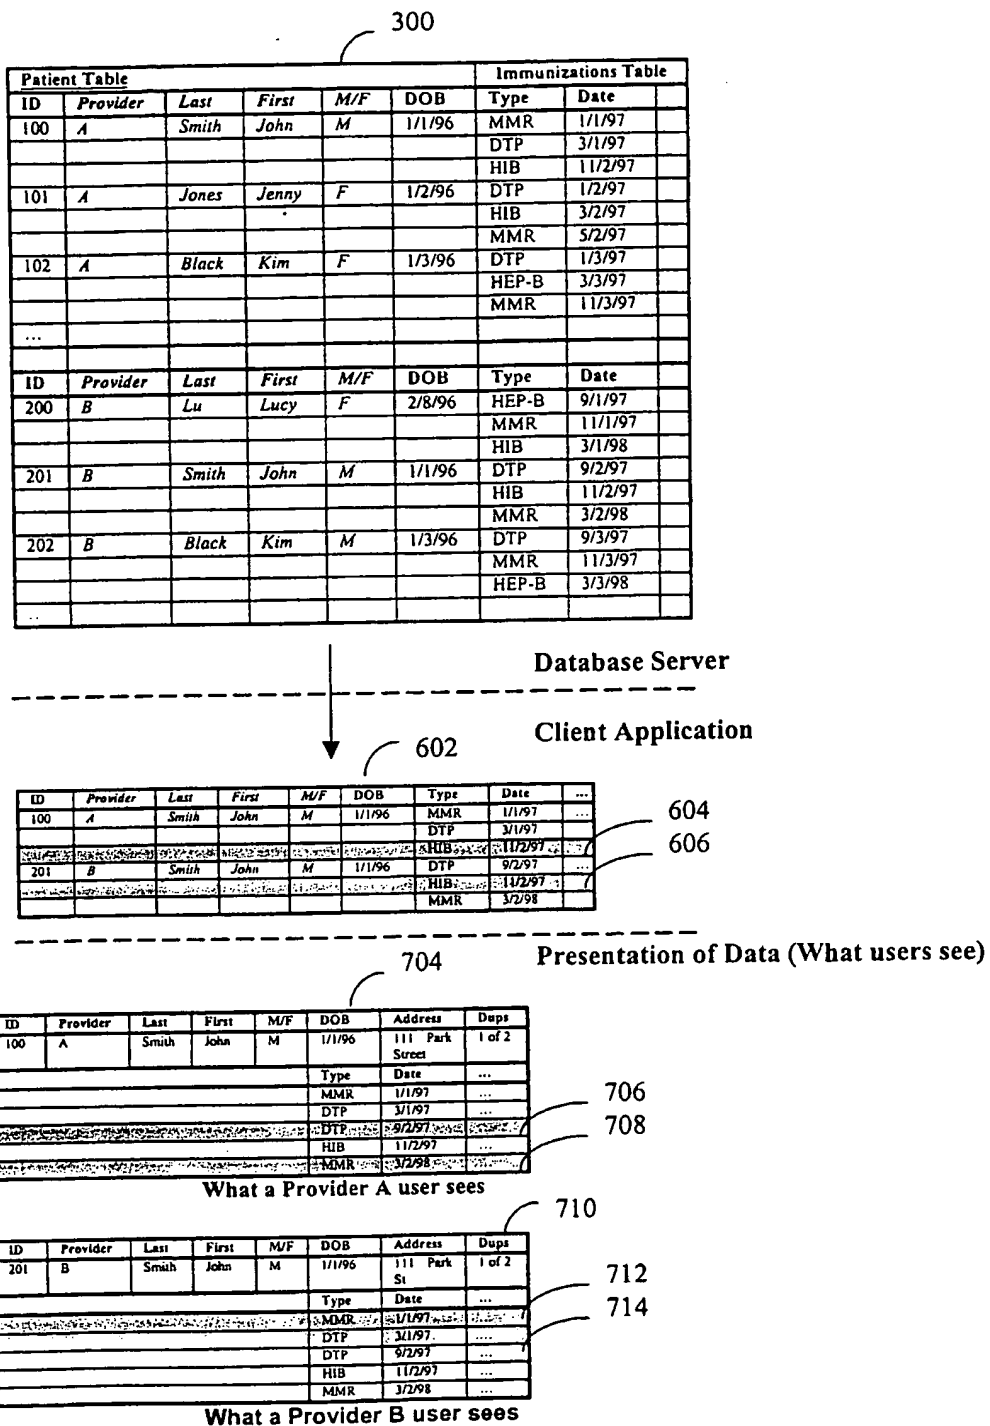 300
Patient Table Immunizations Table
ID Provider Last First M/F DOB Type Date
100 A Smith John M 1/1/96 MMR 1/1/97
DTP 3/1/97
HIB 11/2/97
101 A Jones Jenny F 1/2/96 DTP 1/2/97
HIB 3/2/97
MMR 5/2/97
102 A Black Kim F 1/3/96 DTP 1/3/97
HEP-B 3/3/97
MMR 11/3/97
...
ID Provider Last First M/F DOB Type Date
200 B Lu Lucy F 2/8/96 HEP-B 9/1/97
MMR 11/1/97
HIB 3/1/98
201 B Smith John M 1/1/96 DTP 9/2/97
HIB 11/2/97
MMR 3/2/98
202 B Black Kim M 1/3/96 DTP 9/3/97
MMR 11/3/97
HEP-B 3/3/98
..
Database Server
Client Application
602
ID Provider Last First M/F DOB Type Date ...
100 A Smith John M 1/1/96 MMR 1/1/97 ...
DTP 3/1/97
604
HIB 11/2/97
606
201 B Smith John M 1/1/96 DTP 9/2/97 ...
HIB 11/2/97
MMR 3/2/98
Presentation of Data (What users see)
704
ID Provider Last First M/F DOB Address Dups
100 A Smith John M 1/1/96 111 Park 1 of 2
Street
Type Date ...
MMR 1/1/97 ...
706
DTP 3/1/97 ...
708
DTP 9/2/97
HIB 11/2/97 ...
MMR 3/2/98
What a Provider A user sees
710
ID Provider Last First M/F DOB Address Dups
201 B Smith John M 1/1/96 111 Park 1 of 2
St
712
Type Date ...
714
MMR 1/1/97 ...
DTP 3/1/97 ....
DTP 9/2/97 ...
HIB 11/2/97 ...
MMR 3/2/98 ...
What a Provider B user sees